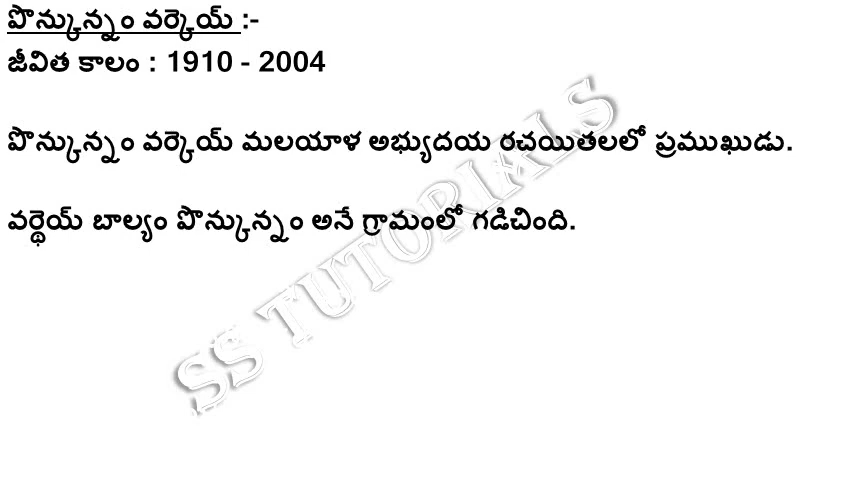 పొన్కున్నం వర్కెయ్ :-
జీవిత కాలం : 1910 - 2004
పొన్కున్నం వర్కెయ్ మలయాళ అభ్యుదయ రచయితలలో ప్రముఖుడు.
వర్థెయ్ బాల్యం పొన్కున్నం అనే గ్రామంలో గడిచింది.
SS TUTORIALS